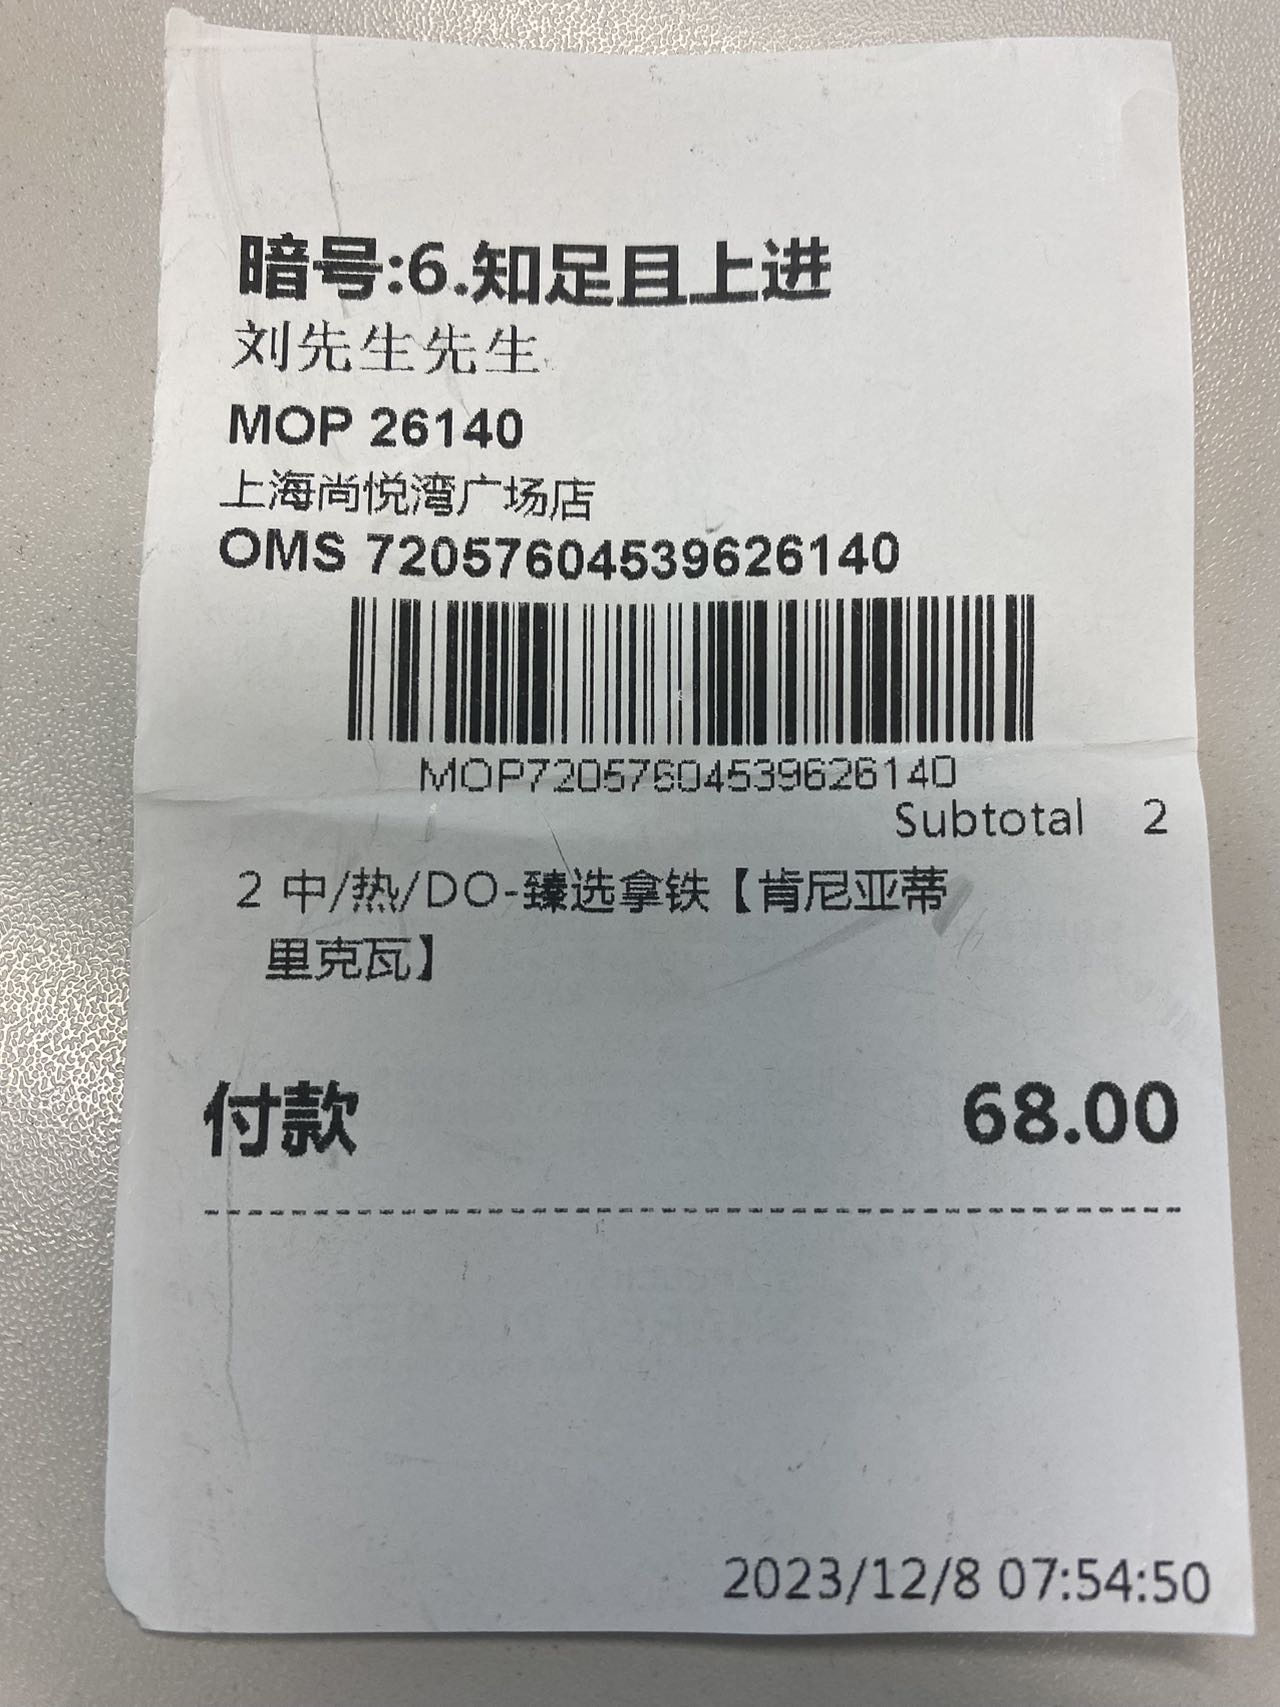 暗号:6.知足且上进
刘先生先生
MOP 26140
上海尚悦湾广场店
OMS 72057604539626140
MOP72057604539626140
Subtotal 2
2 中/热/DO-臻选拿铁【肯尼亚蒂
里克瓦】
付款 68.00
2023/12/8 07:54:50